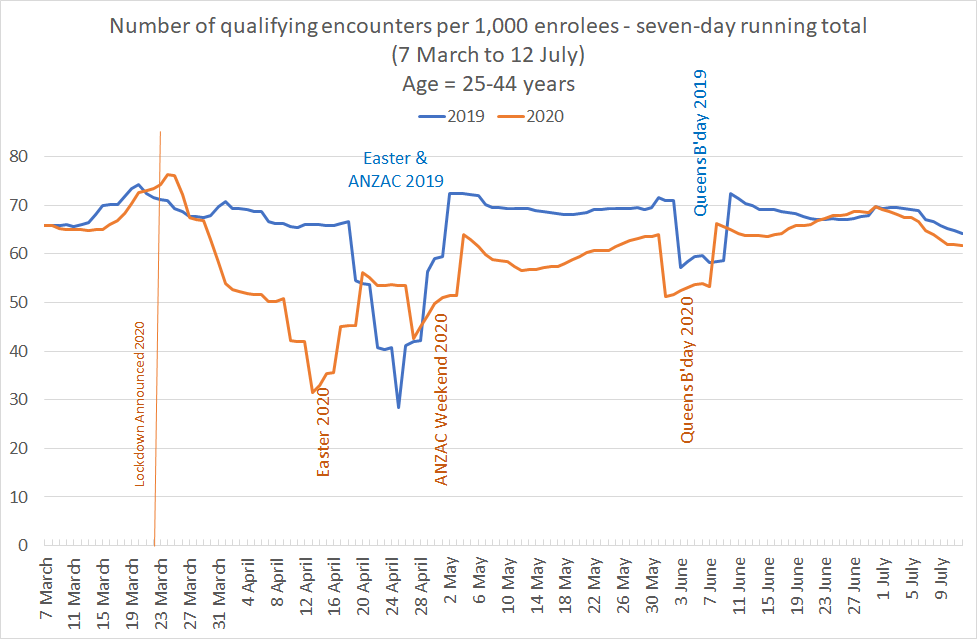 Number of qualifying encounters per 1,000 enrolees - seven-day running total
(7 March to 12 July)
Age = 25-44 years
2019
2020
Easter &
ANZAC 2019
Queens B'day 2019
Lockdown Announced 2020
Easter 2020
ANZAC Weekend 2020
Queens B'day 2020
80
70
60
50
40
30
20
10
0
7 March
11 March
15 March
19 March
23 March
27 March
31 March
4 April
8 April
12 April
16 April
20 April
24 April
28 April
2 May
6 May
10 May
14 May
18 May
22 May
26 May
30 May
3 June
7 June
11 June
15 June
19 June
23 June
27 June
1 July
5 July
9 July